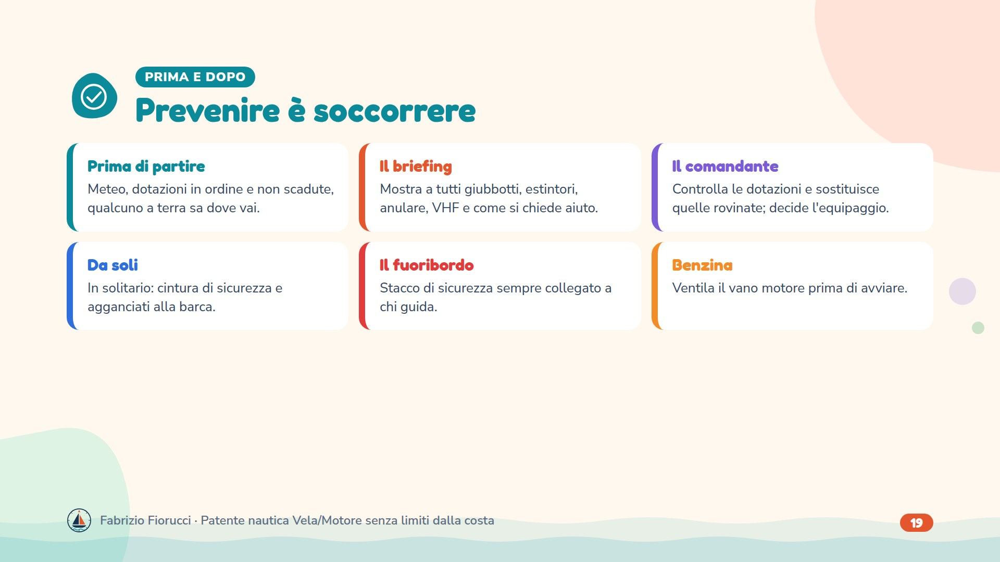 PRIMA E DOPO
Prevenire è soccorrere
Prima di partire
Meteo, dotazioni in ordine e non scadute,
qualcuno a terra sa dove vai.
Il briefing
Mostra a tutti giubbotti, estintori,
anulare, VHF e come si chiede aiuto.
Il comandante
Controlla le dotazioni e sostituisce
quelle rovinate; decide l'equipaggio.
Da soli
In solitario: cintura di sicurezza e
agganciati alla barca.
Il fuoribordo
Stacco di sicurezza sempre collegato a
chi guida.
Benzina
Ventila il vano motore prima di avviare.
Fabrizio Fiorucci · Patente nautica Vela/Motore senza limiti dalla costa
19